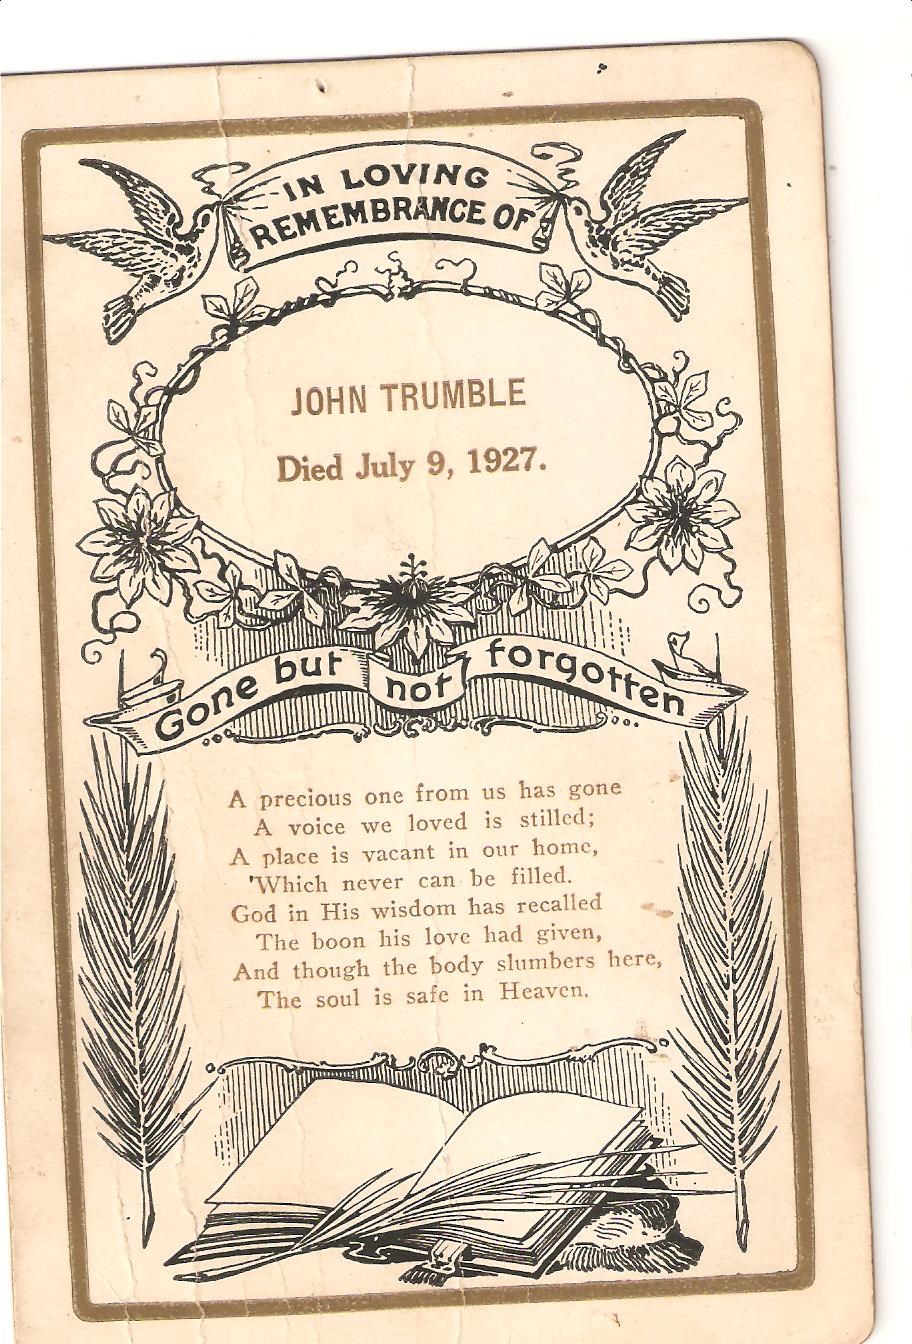 IN LOVING
REMEMBRANCE OF
JOHN TRUMBLE
Died July 9, 1927.
Gone but not forgotten
A precious one from us has gone
A voice we loved is stilled;
A place is vacant in our home,
'Which never can be filled.
God in His wisdom has recalled
The boon his love had given,
And though the body slumbers here,
The soul is safe in Heaven.